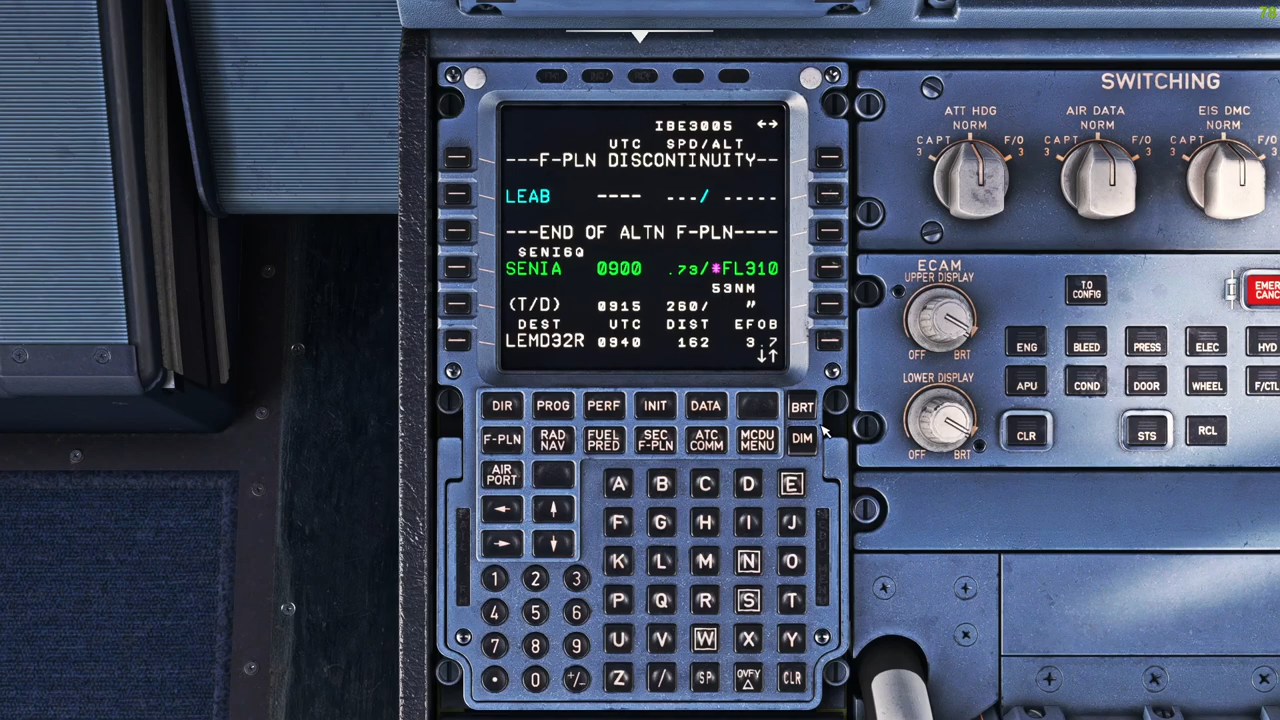 70
SWITCHING
ATT HDG
NORM
CAPT
F/O
3
3
AIR DATA
NORM
CAPT
F/O
3
3
EIS DMC
NORM
CAPT
F/O
3
IBE3005 ←→
UTC SPD/ALT
---F-PLN DISCONTINUITY--
LEAB ---- ---/ -----
---END OF ALTN F-PLN----
SENI6Q
SENIA 0900 .73/*FL310
53NM
(T/D) 0915 260/ "
DEST UTC DIST EFOB
LEMD32R 0940 162 3.7
↓↑
ECAM
UPPER DISPLAY
OFF BRT
LOWER DISPLAY
OFF BRT
T.O
CONFIG
EMER
CANC
ENG BLEED PRESS ELEC HYD
APU COND DOOR WHEEL F/CTL
CLR STS RCL
DIR PROG PERF INIT DATA BRT
F-PLN RAD NAV FUEL PRED SEC F-PLN ATC COMM MCDU MENU DIM
AIR PORT
← ↑
→ ↓
A B C D E
F G H I J
K L M N O
P Q R S T
U V W X Y
Z / SP OVFY △ CLR
1 2 3
4 5 6
7 8 9
. 0 +/-